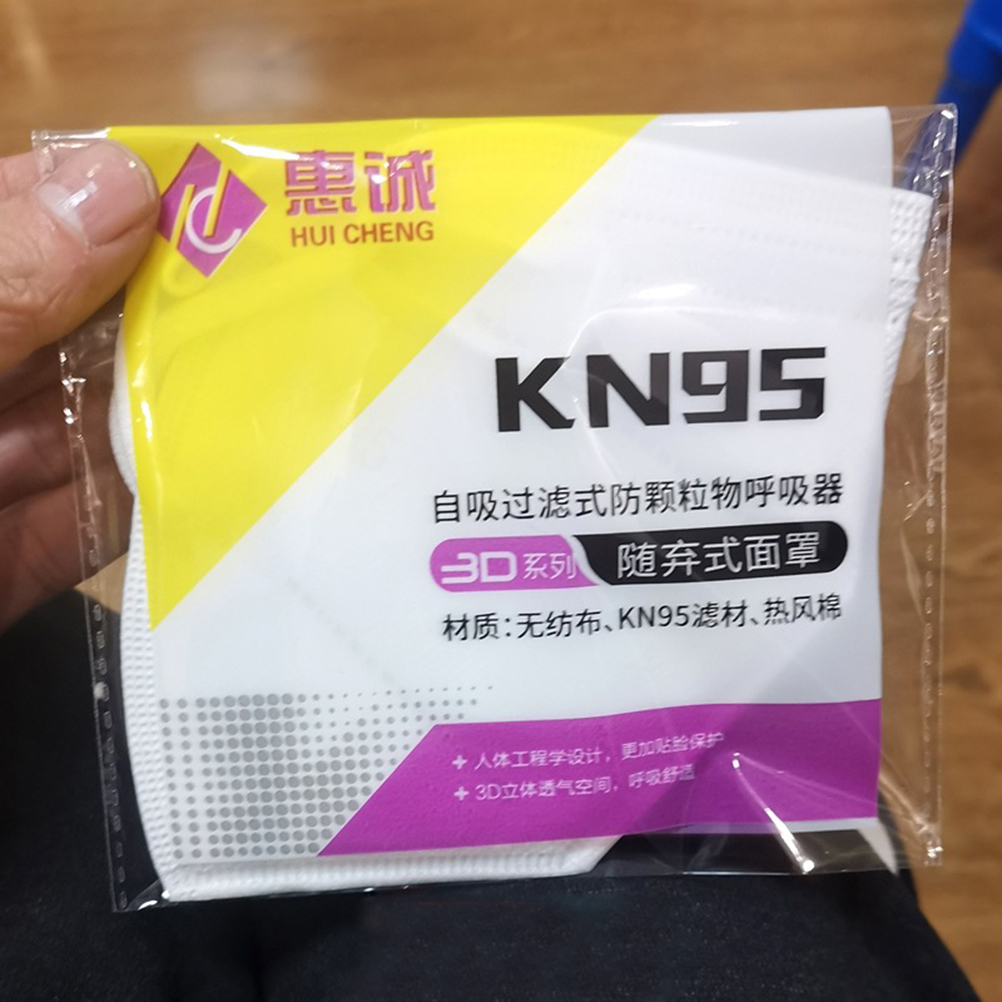 惠诚
HUI CHENG
KN95
自吸过滤式防颗粒物呼吸器
3D系列 随弃式面罩
材质:无纺布、KN95滤材、热风棉
+ 人体工程学设计，更加贴脸保护
+ 3D立体透气空间，呼吸舒适